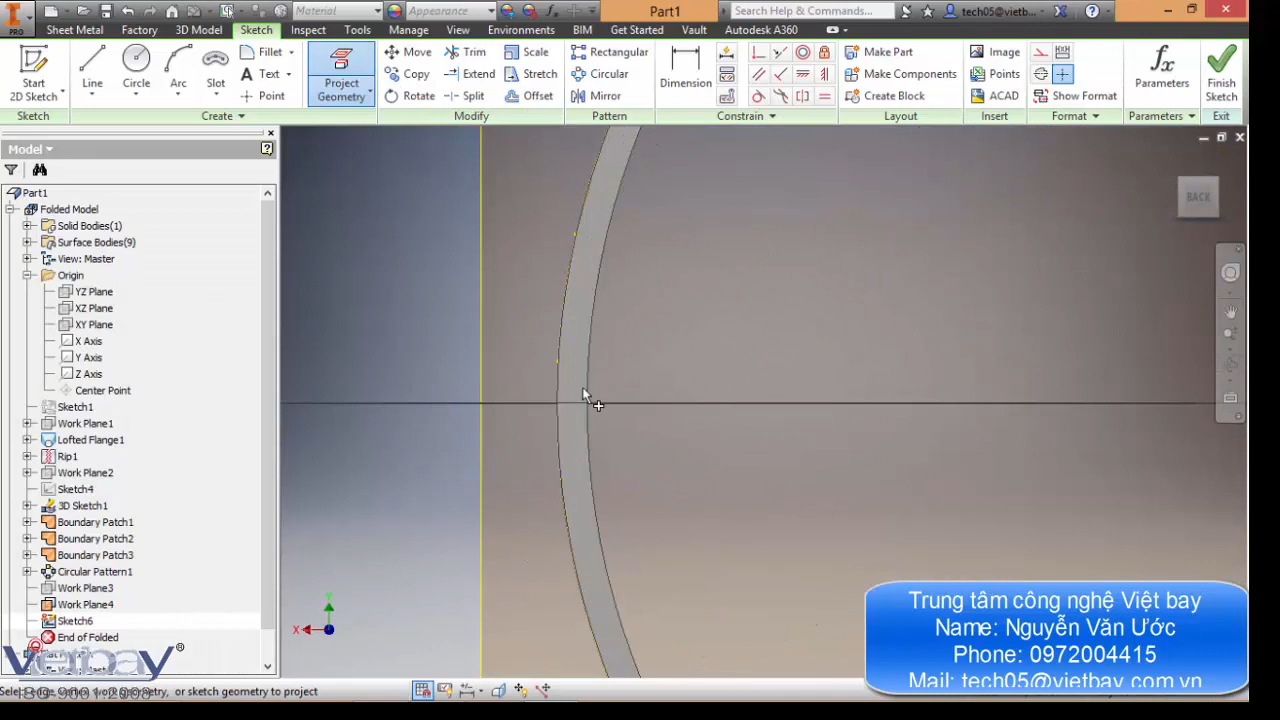 PRO
Material
Appearance
Part1
Search Help & Commands...
tech05@vietb...
Sheet Metal
Factory
3D Model
Sketch
Inspect
Tools
Manage
View
Environments
BIM
Get Started
Vault
Autodesk A360
Start
2D Sketch
Line
Circle
Arc
Slot
Fillet
Text
Point
Project
Geometry
Move
Copy
Rotate
Trim
Extend
Split
Scale
Stretch
Offset
Rectangular
Circular
Mirror
Dimension
Make Part
Make Components
Create Block
Image
Points
ACAD
Show Format
Parameters
Finish
Sketch
Sketch
Create
Modify
Pattern
Constrain
Layout
Insert
Format
Parameters
Exit
Model
Part1
Folded Model
Solid Bodies(1)
Surface Bodies(9)
View: Master
Origin
YZ Plane
XZ Plane
XY Plane
X Axis
Y Axis
Z Axis
Center Point
Sketch1
Work Plane1
Lofted Flange1
Rip1
Work Plane2
Sketch4
3D Sketch1
Boundary Patch1
Boundary Patch2
Boundary Patch3
Circular Pattern1
Work Plane3
Work Plane4
Sketch6
End of Folded
vietbay
BACK
Y
X
or sketch geometry to project
Trung tâm công nghệ Việt bay
Name: Nguyễn Văn Ước
Phone: 0972004415
Mail: tech05@vietbay.com.vn